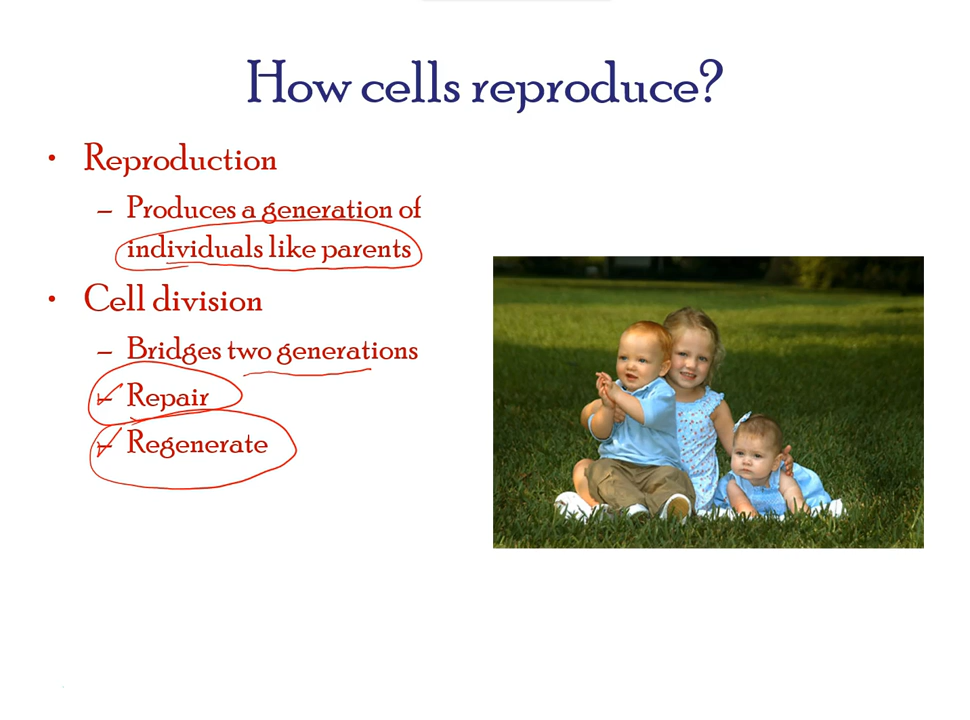 How cells reproduce?
• Reproduction
– Produces a generation of
individuals like parents
• Cell division
– Bridges two generations
– Repair
– Regenerate